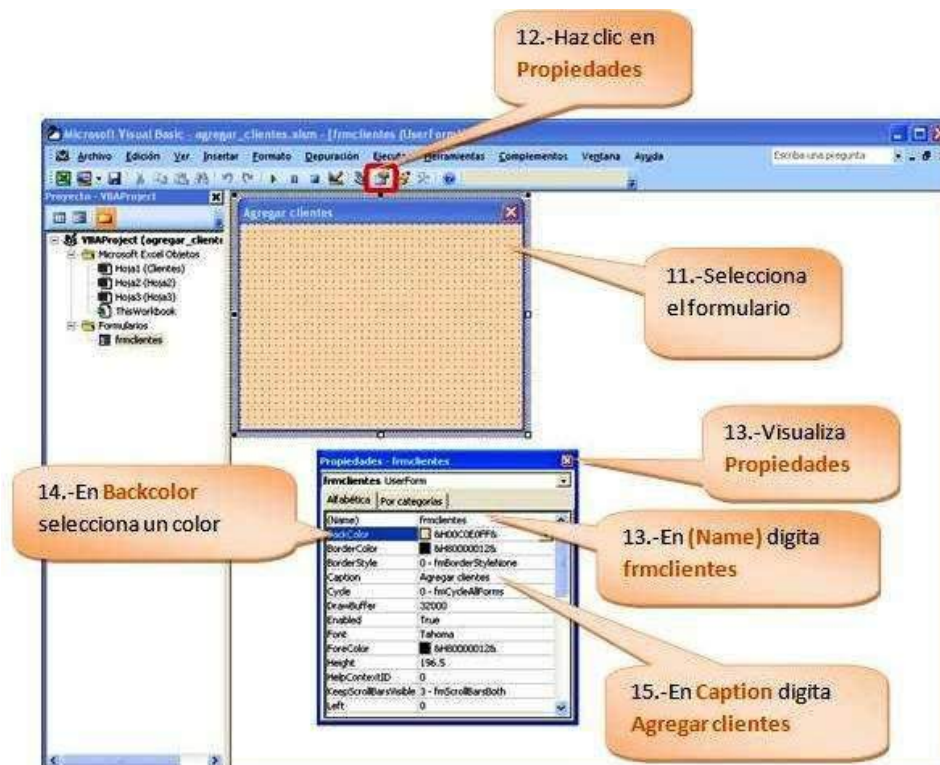 12.-Haz clic en
Propiedades
Microsoft Visual Basic - agregar_clientes.xlsm - [frmclientes (UserForm)]
Archivo Edición Ver Insertar Formato Depuración Ejecutar Herramientas Complementos Ventana Ayuda
Escriba una pregunta
Proyecto - VBAProject
VBAProject (agregar_cliente
Microsoft Excel Objetos
Hoja1 (Clientes)
Hoja2 (Hoja2)
Hoja3 (Hoja3)
ThisWorkbook
Formularios
frmclientes
Agregar clientes
11.-Selecciona
el formulario
13.-Visualiza
Propiedades
14.-En Backcolor
selecciona un color
Propiedades - frmclientes
frmclientes UserForm
Alfabética Por categorías
(Name) frmclientes
BackColor &H00C0E0FF&
BorderColor &H80000012&
BorderStyle 0 - fmBorderStyleNone
Caption Agregar clientes
Cycle 0 - fmCycleAllForms
DrawBuffer 32000
Enabled True
Font Tahoma
ForeColor &H80000012&
Height 196.5
HelpContextID 0
KeepScrollBarsVisible 3 - fmScrollBarsBoth
Left 0
13.-En (Name) digita
frmclientes
15.-En Caption digita
Agregar clientes